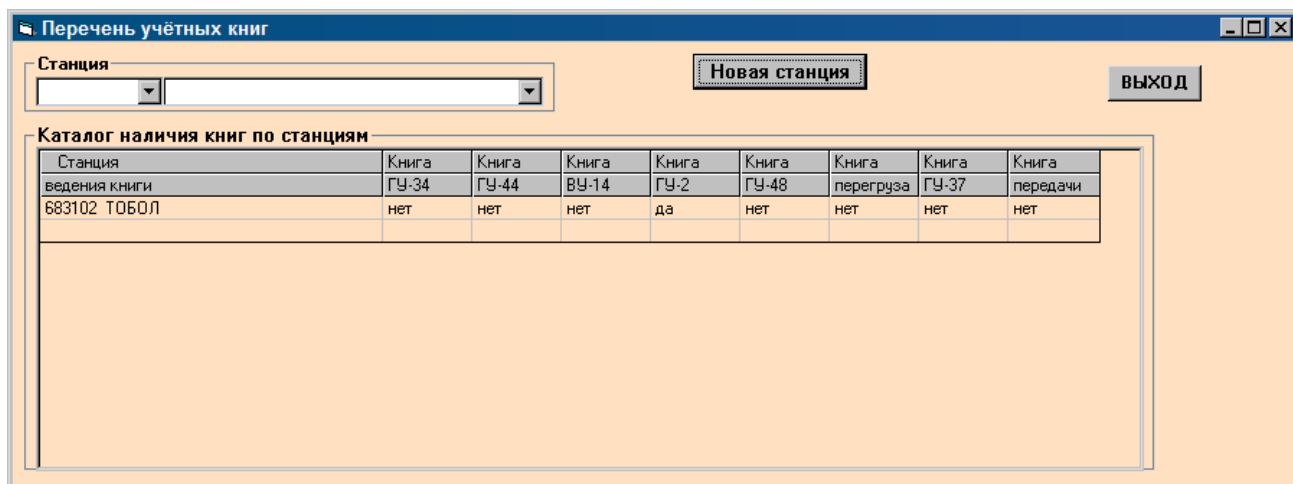 Перечень учётных книг
Станция
Новая станция
ВЫХОД
Каталог наличия книг по станциям
Станция Книга Книга Книга Книга Книга Книга Книга Книга
ведения книги ГУ-34 ГУ-44 ВУ-14 ГУ-2 ГУ-48 перегруза ГУ-37 передачи
683102 ТОБОЛ нет нет нет да нет нет нет нет